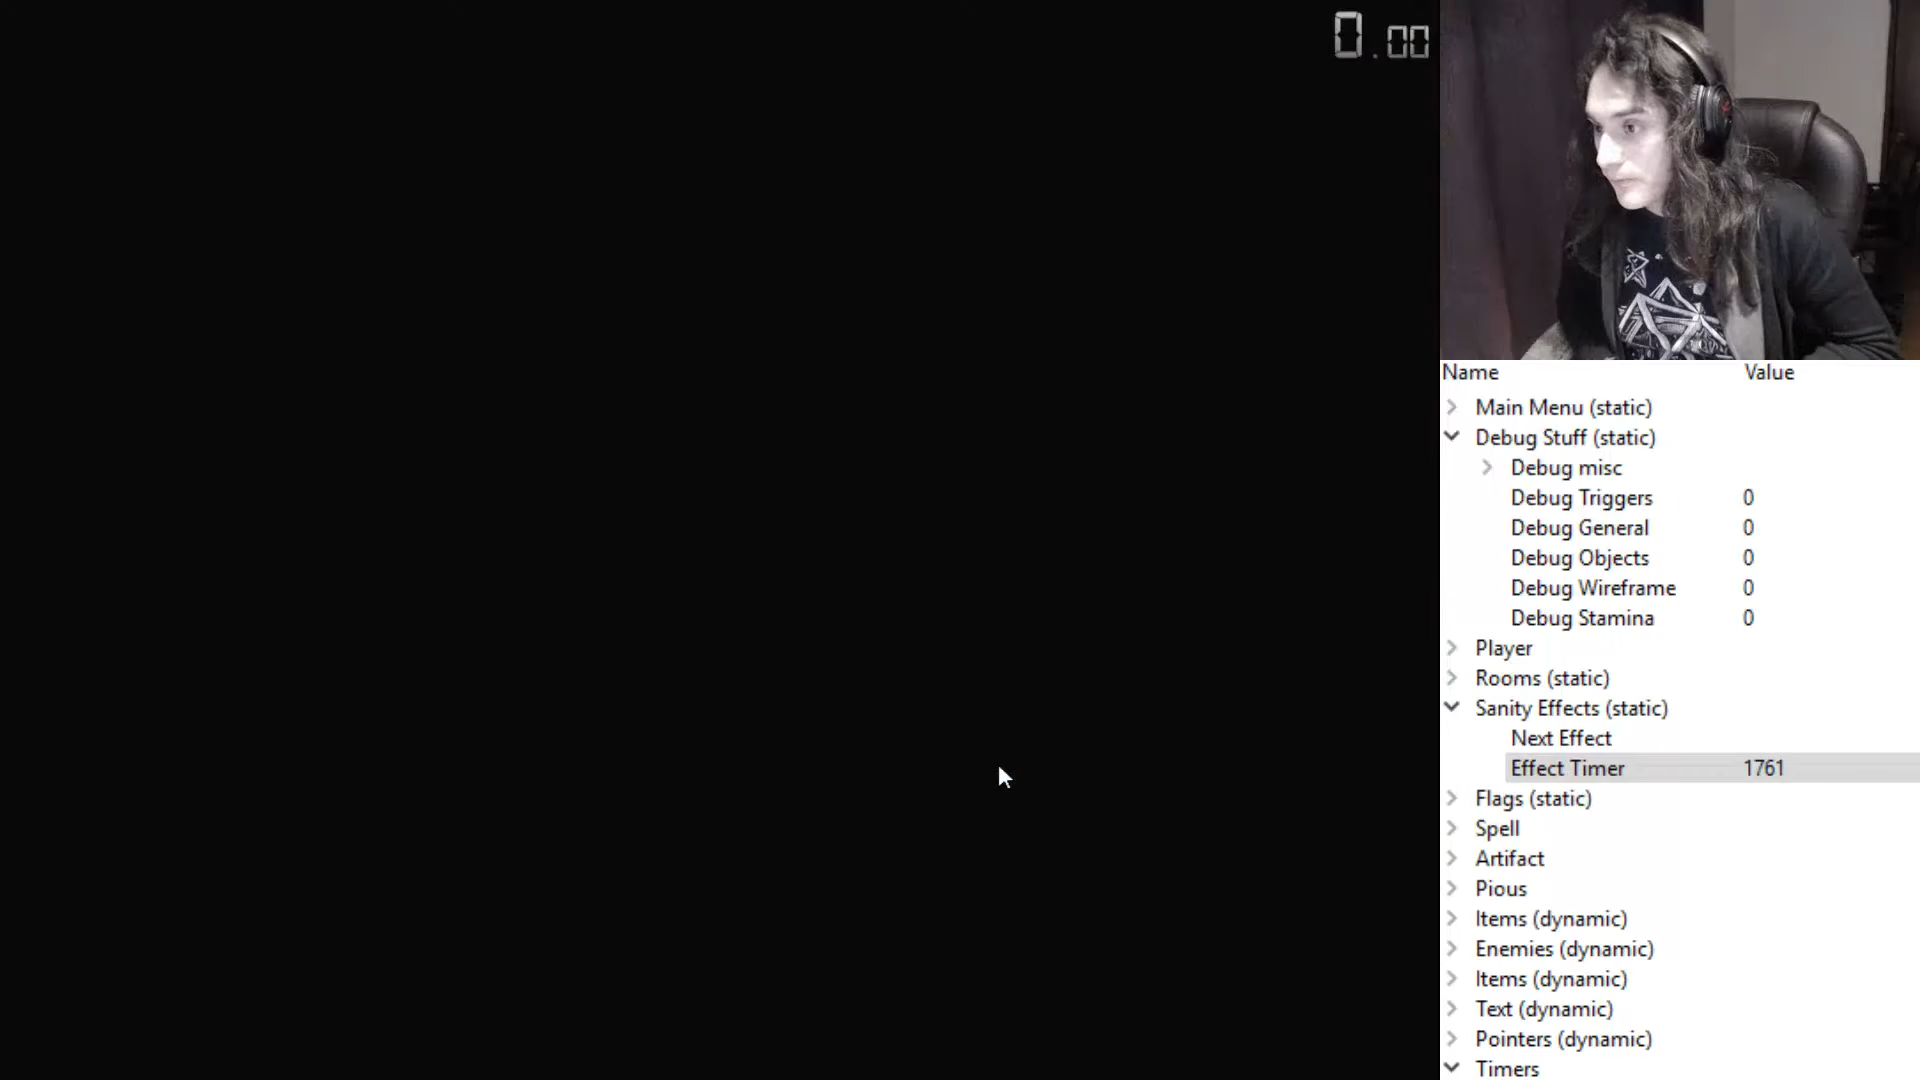 0.00
Name Value
Main Menu (static)
Debug Stuff (static)
Debug misc
Debug Triggers 0
Debug General 0
Debug Objects 0
Debug Wireframe 0
Debug Stamina 0
Player
Rooms (static)
Sanity Effects (static)
Next Effect
Effect Timer 1761
Flags (static)
Spell
Artifact
Pious
Items (dynamic)
Enemies (dynamic)
Items (dynamic)
Text (dynamic)
Pointers (dynamic)
Timers